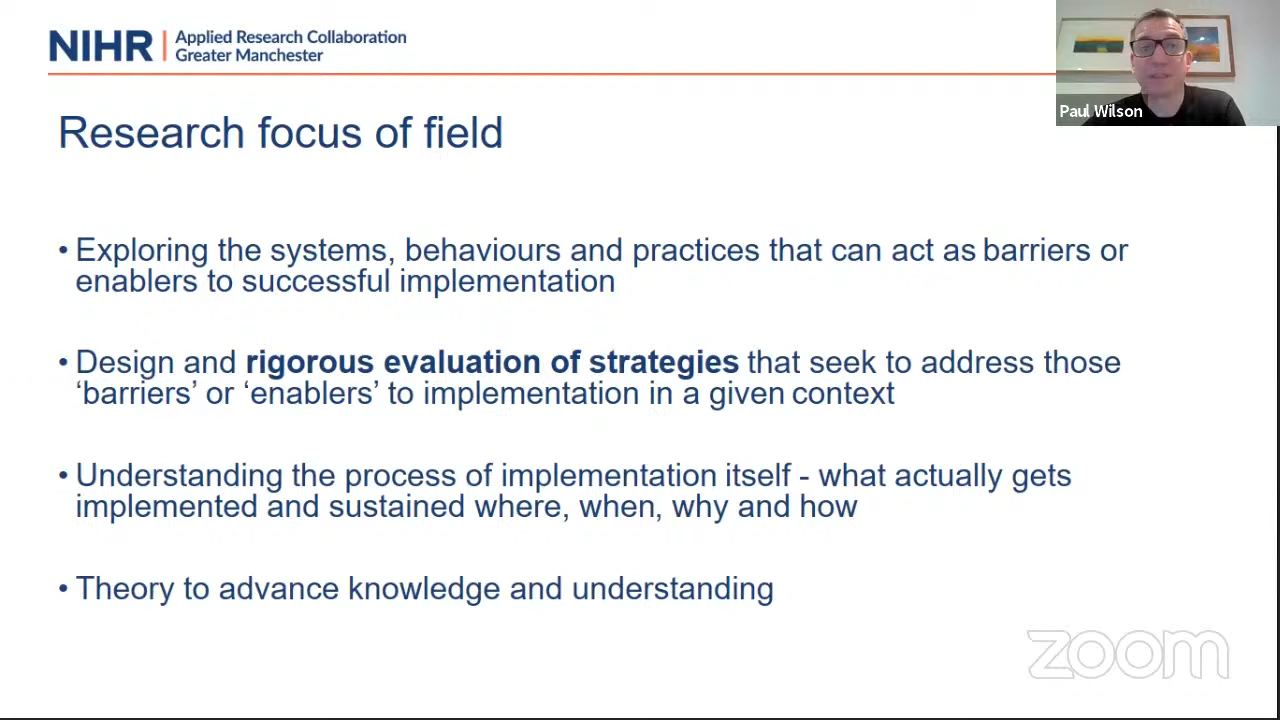 NIHR | Applied Research Collaboration
Greater Manchester
Paul Wilson
Research focus of field
• Exploring the systems, behaviours and practices that can act as barriers or
enablers to successful implementation
• Design and rigorous evaluation of strategies that seek to address those
‘barriers’ or ‘enablers’ to implementation in a given context
• Understanding the process of implementation itself - what actually gets
implemented and sustained where, when, why and how
• Theory to advance knowledge and understanding
zoom